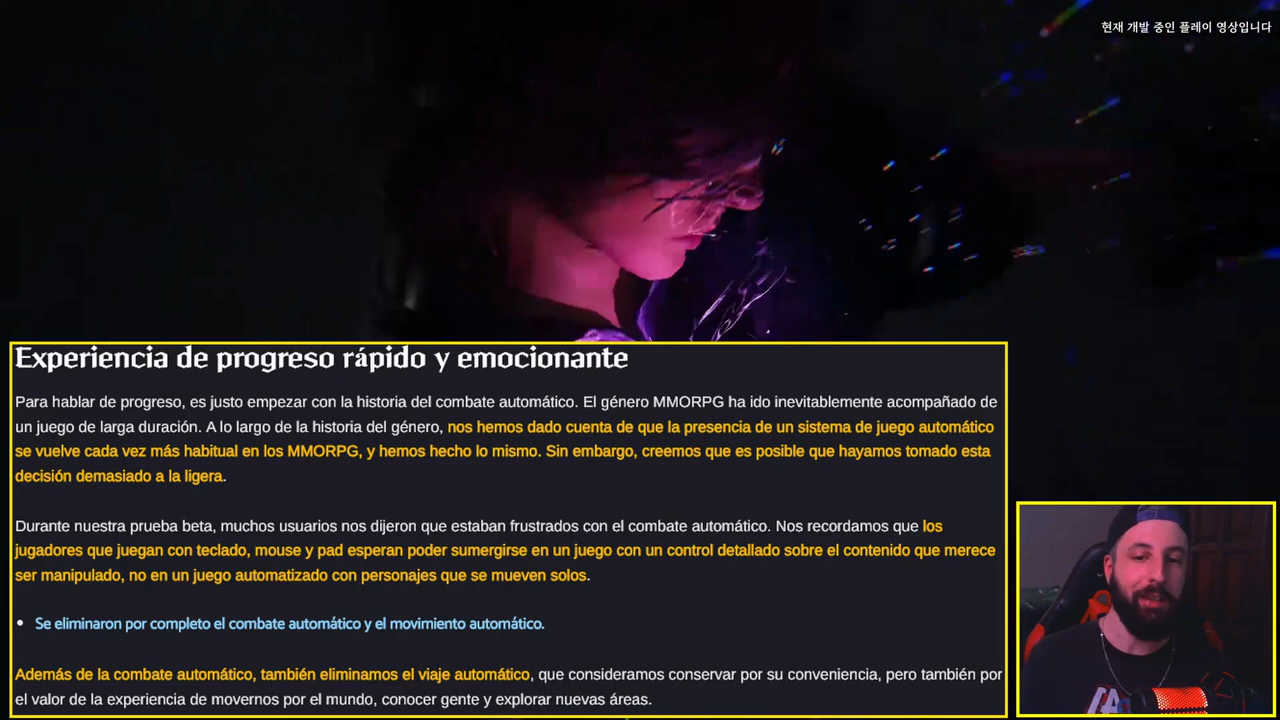 현재 개발 중인 플레이 영상입니다
Experiencia de progreso rápido y emocionante
Para hablar de progreso, es justo empezar con la historia del combate automático. El género MMORPG ha ido inevitablemente acompañado de
un juego de larga duración. A lo largo de la historia del género, nos hemos dado cuenta de que la presencia de un sistema de juego automático
se vuelve cada vez más habitual en los MMORPG, y hemos hecho lo mismo. Sin embargo, creemos que es posible que hayamos tomado esta
decisión demasiado a la ligera.
Durante nuestra prueba beta, muchos usuarios nos dijeron que estaban frustrados con el combate automático. Nos recordamos que los
jugadores que juegan con teclado, mouse y pad esperan poder sumergirse en un juego con un control detallado sobre el contenido que merece
ser manipulado, no en un juego automatizado con personajes que se mueven solos.
• Se eliminaron por completo el combate automático y el movimiento automático.
Además de la combate automático, también eliminamos el viaje automático, que consideramos conservar por su conveniencia, pero también por
el valor de la experiencia de movernos por el mundo, conocer gente y explorar nuevas áreas.